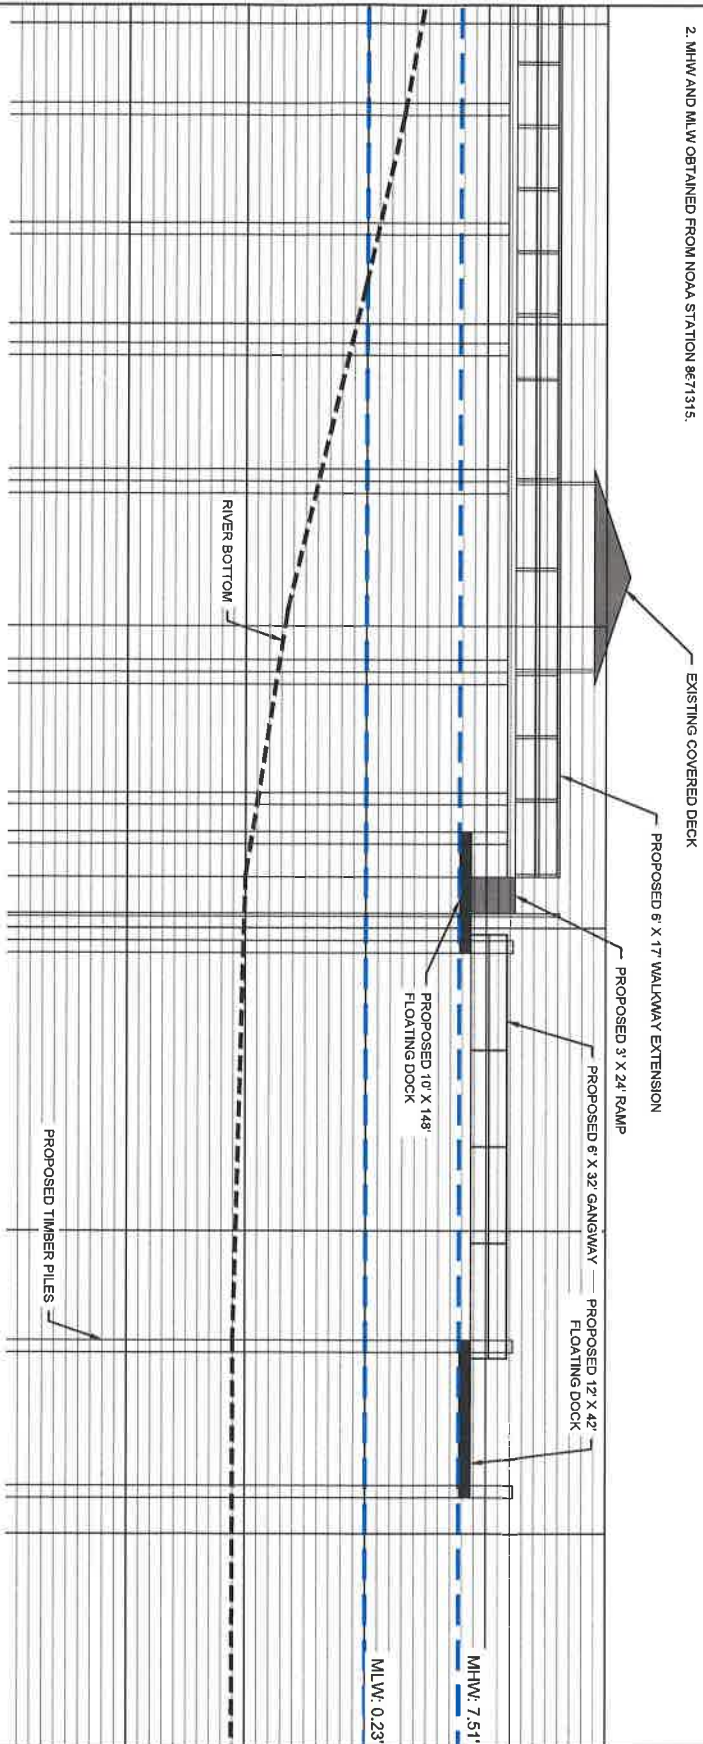 2. MHW AND MLW OBTAINED FROM NOAA STATION 8671315.
EXISTING COVERED DECK
PROPOSED 6' X 17' WALKWAY EXTENSION
PROPOSED 3' X 24' RAMP
PROPOSED 6' X 32' GANGWAY
PROPOSED 12' X 42'
FLOATING DOCK
PROPOSED 10' X 148'
FLOATING DOCK
RIVER BOTTOM
MHW: 7.51'
MLW: 0.23'
PROPOSED TIMBER PILES